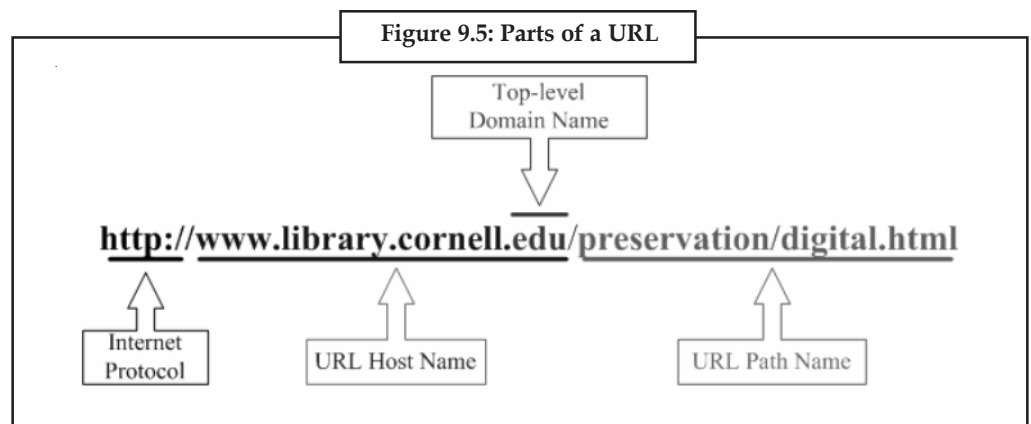 Figure 9.5: Parts of a URL
Top-level
Domain Name
http://www.library.cornell.edu/preservation/digital.html
Internet
Protocol
URL Host Name
URL Path Name